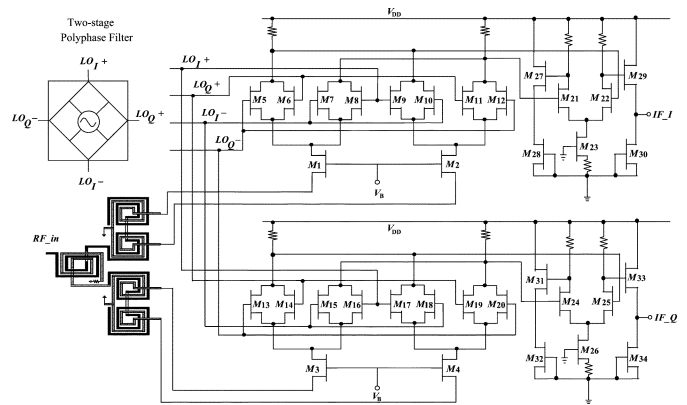 Two-stage
Polyphase Filter
LO_I+
LO_Q−
LO_Q+
LO_I−
RF_in
V_DD
LO_I+
LO_Q+
LO_I−
LO_Q−
M5
M6
M7
M8
M9
M10
M11
M12
M1
M2
V_B
M27
M21
M22
M29
M23
M28
M30
IF_I
V_DD
M13
M14
M15
M16
M17
M18
M19
M20
M3
M4
V_B
M31
M24
M25
M33
M26
M32
M34
IF_Q